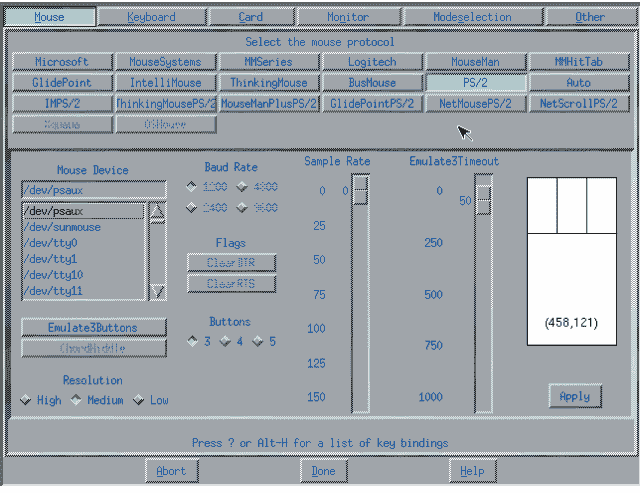 Mouse Keyboard Card Monitor Modeselection Other
Select the mouse protocol
Microsoft MouseSystems MMSeries Logitech MouseMan MMHitTab
GlidePoint IntelliMouse ThinkingMouse BusMouse PS/2 Auto
IMPS/2 ThinkingMousePS/2 MouseManPlusPS/2 GlidePointPS/2 NetMousePS/2 NetScrollPS/2
Xqueue OSMouse
Mouse Device
/dev/psaux
/dev/psaux
/dev/sunmouse
/dev/tty0
/dev/tty1
/dev/tty10
/dev/tty11
Emulate3Buttons
ChordMiddle
Resolution
High Medium Low
Baud Rate
1200 4800
2400 9600
Flags
ClearDTR
ClearRTS
Buttons
3 4 5
Sample Rate
0 0
25
50
75
100
125
150
Emulate3Timeout
0
50
250
500
750
1000
(458,121)
Apply
Press ? or Alt-H for a list of key bindings
Abort Done Help